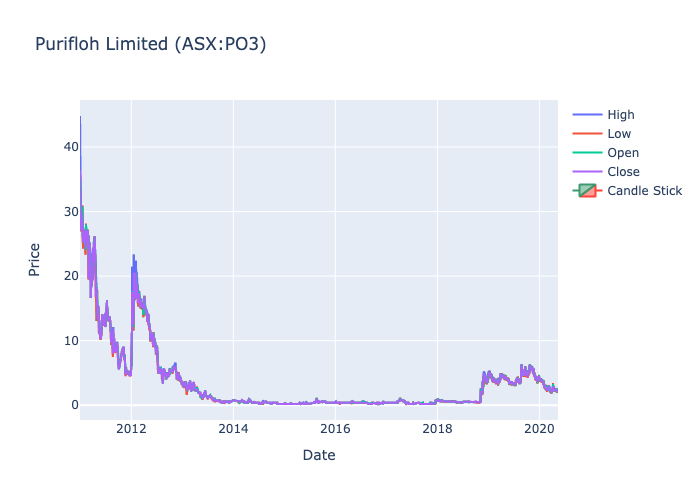 Purifloh Limited (ASX:PO3)
High
Low
Open
Close
Candle Stick
40
30
20
10
0
Price
2012
2014
2016
2018
2020
Date